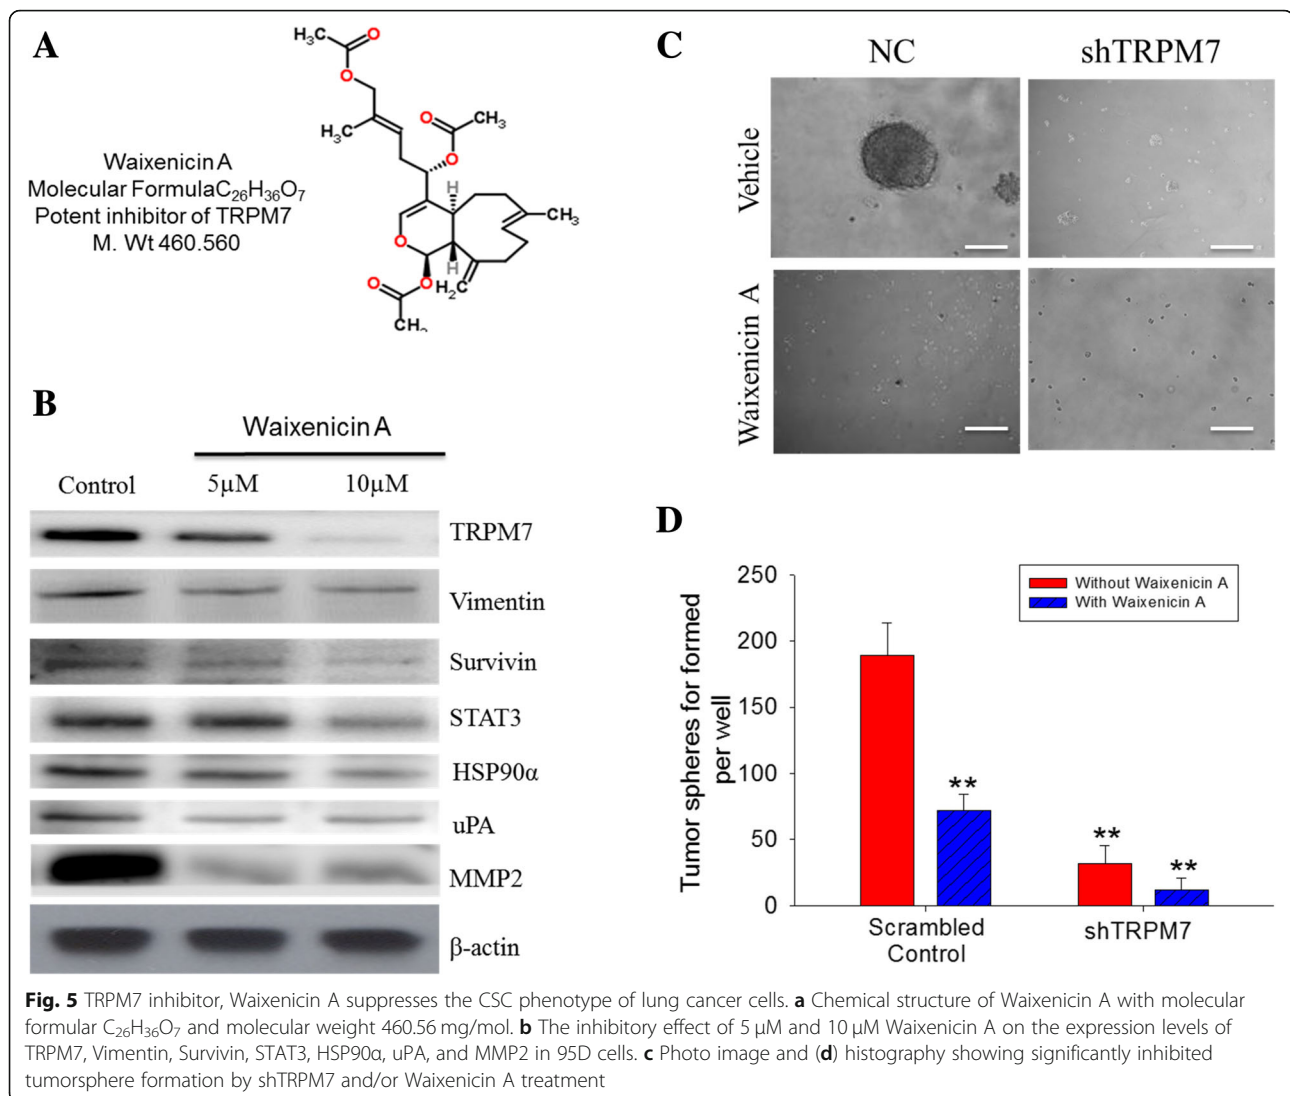 A
H₃C
O
O
H₃C
O
CH₃
O
H
CH₃
O
H
O
O
H₂C
CH₃
Waixenicin A
Molecular FormulaC₂₆H₃₆O₇
Potent inhibitor of TRPM7
M. Wt 460.560
B
Waixenicin A
Control 5µM 10µM
TRPM7
Vimentin
Survivin
STAT3
HSP90α
uPA
MMP2
β-actin
C
NC shTRPM7
Vehicle
Waixenicin A
D
Tumor spheres for formed
per well
250
200
150
100
50
0
Without Waixenicin A
With Waixenicin A
**
**
**
Scrambled
Control
shTRPM7
Fig. 5 TRPM7 inhibitor, Waixenicin A suppresses the CSC phenotype of lung cancer cells. a Chemical structure of Waixenicin A with molecular
formular C₂₆H₃₆O₇ and molecular weight 460.56 mg/mol. b The inhibitory effect of 5 µM and 10 µM Waixenicin A on the expression levels of
TRPM7, Vimentin, Survivin, STAT3, HSP90α, uPA, and MMP2 in 95D cells. c Photo image and (d) histography showing significantly inhibited
tumorsphere formation by shTRPM7 and/or Waixenicin A treatment